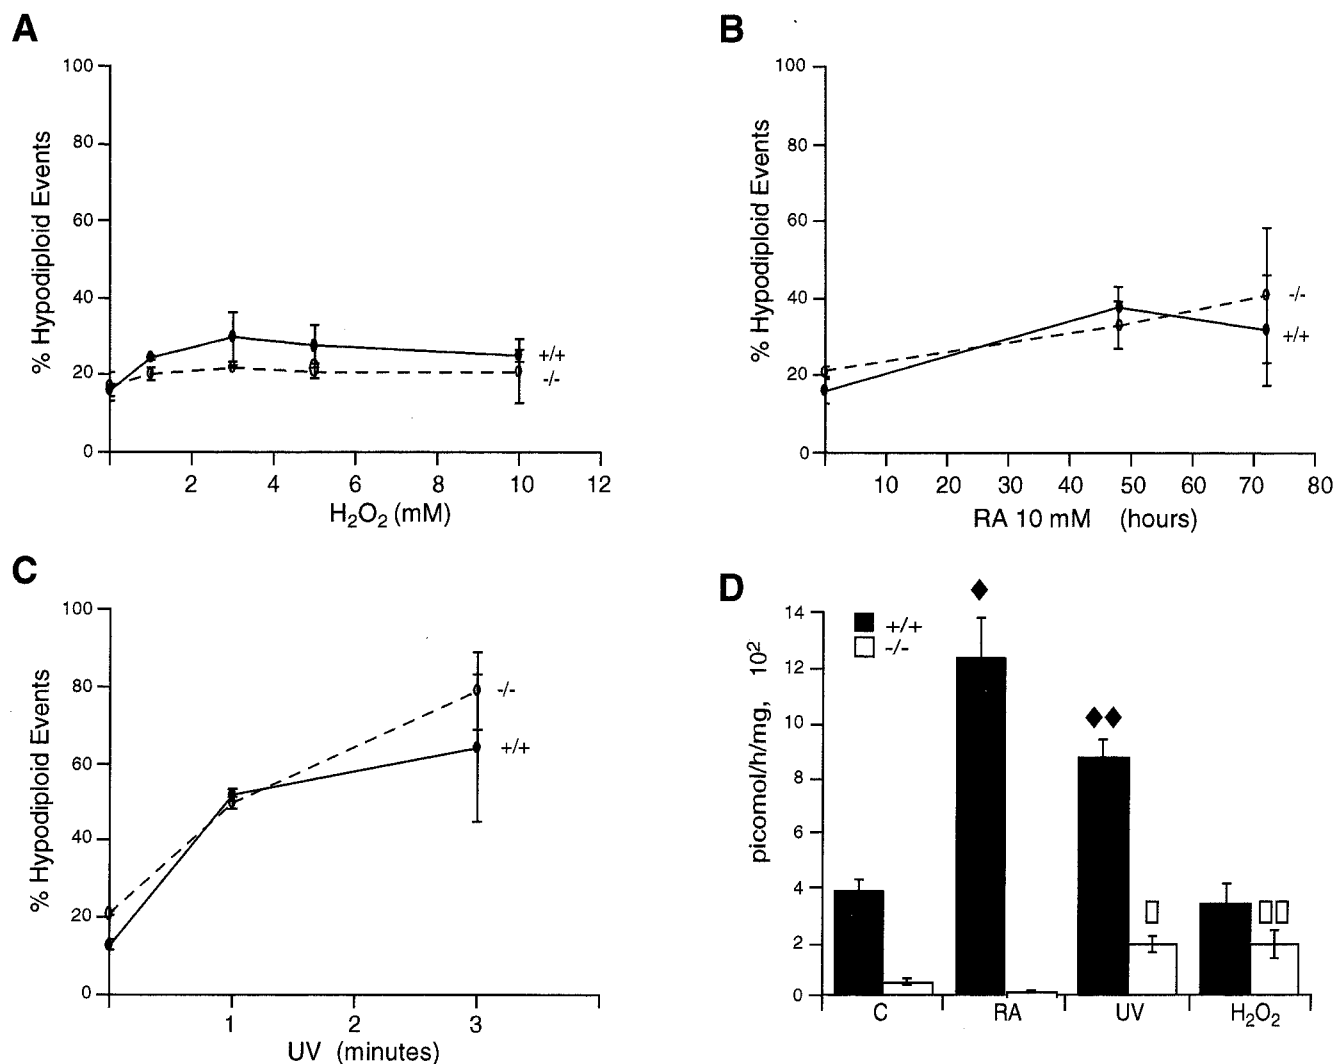 A
100
80
60
40
20
0
% Hypodiploid Events
+/+
-/-
2 4 6 8 10 12
H₂O₂ (mM)
B
100
80
60
40
20
0
% Hypodiploid Events
-/-
+/+
10 20 30 40 50 60 70 80
RA 10 mM (hours)
C
100
80
60
40
20
0
% Hypodiploid Events
-/-
+/+
1 2 3
UV (minutes)
D
14
12
10
8
6
4
2
0
picomol/h/mg, 10²
+/+
-/-
C RA UV H₂O₂